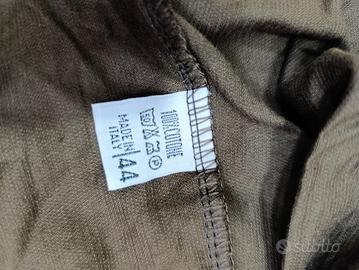 100%COTONE
P
MADE IN
ITALY
44
subito